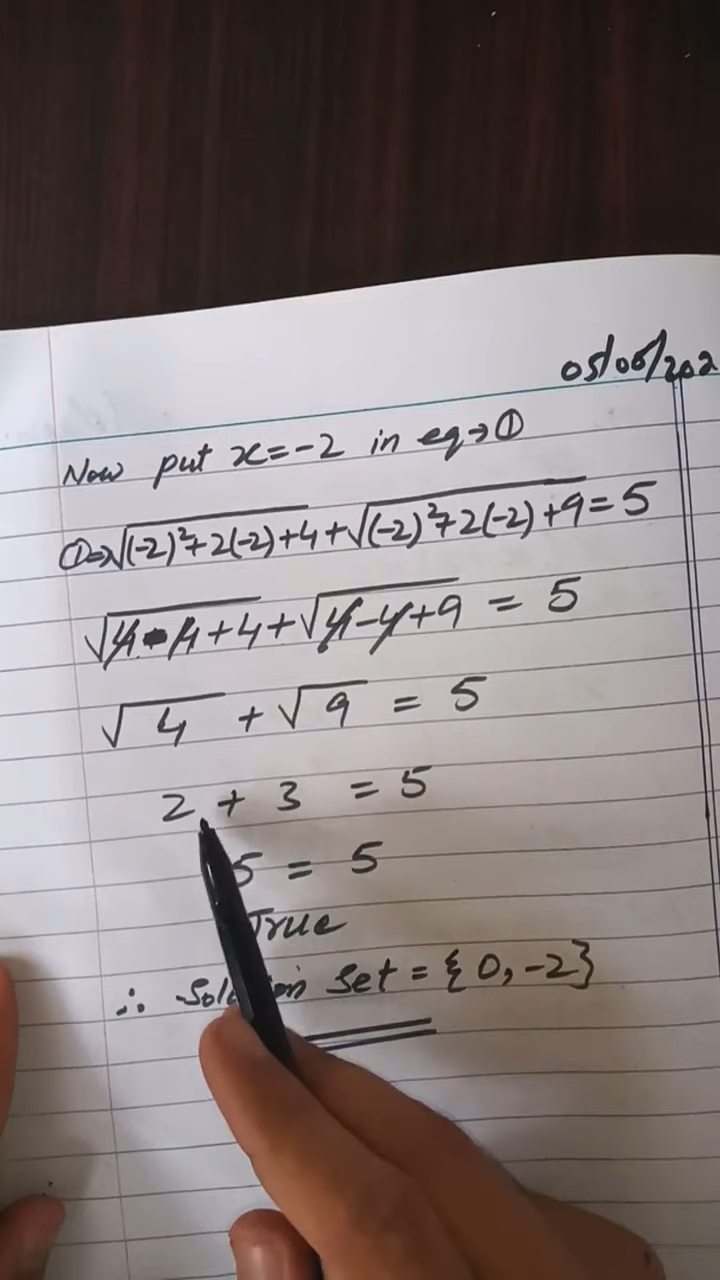 05/05/202
Now put x=-2 in eq→①
①⇒√(-2)²+2(-2)+4+√(-2)²+2(-2)+9=5
√4-4+4+√4-4+9 = 5
√4 + √9 = 5
2 + 3 = 5
5 = 5
True
∴ Solution Set = {0,-2}